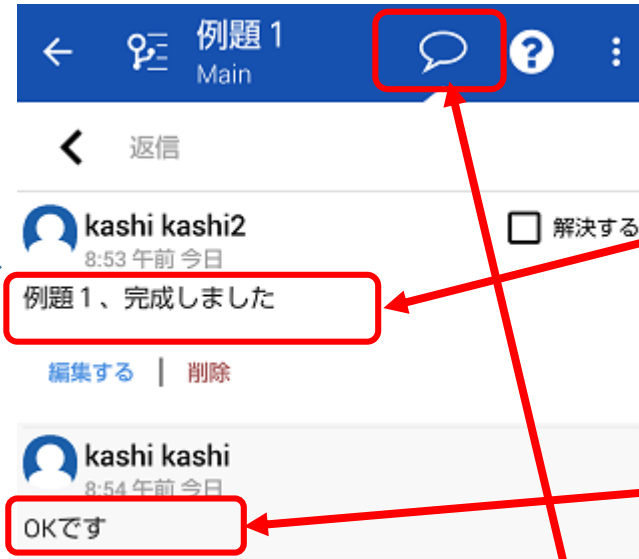 例題１
Main
返信
kashi kashi2
解決する
8:53 午前 今日
例題１、完成しました
編集する | 削除
kashi kashi
8:54 午前 今日
OKです